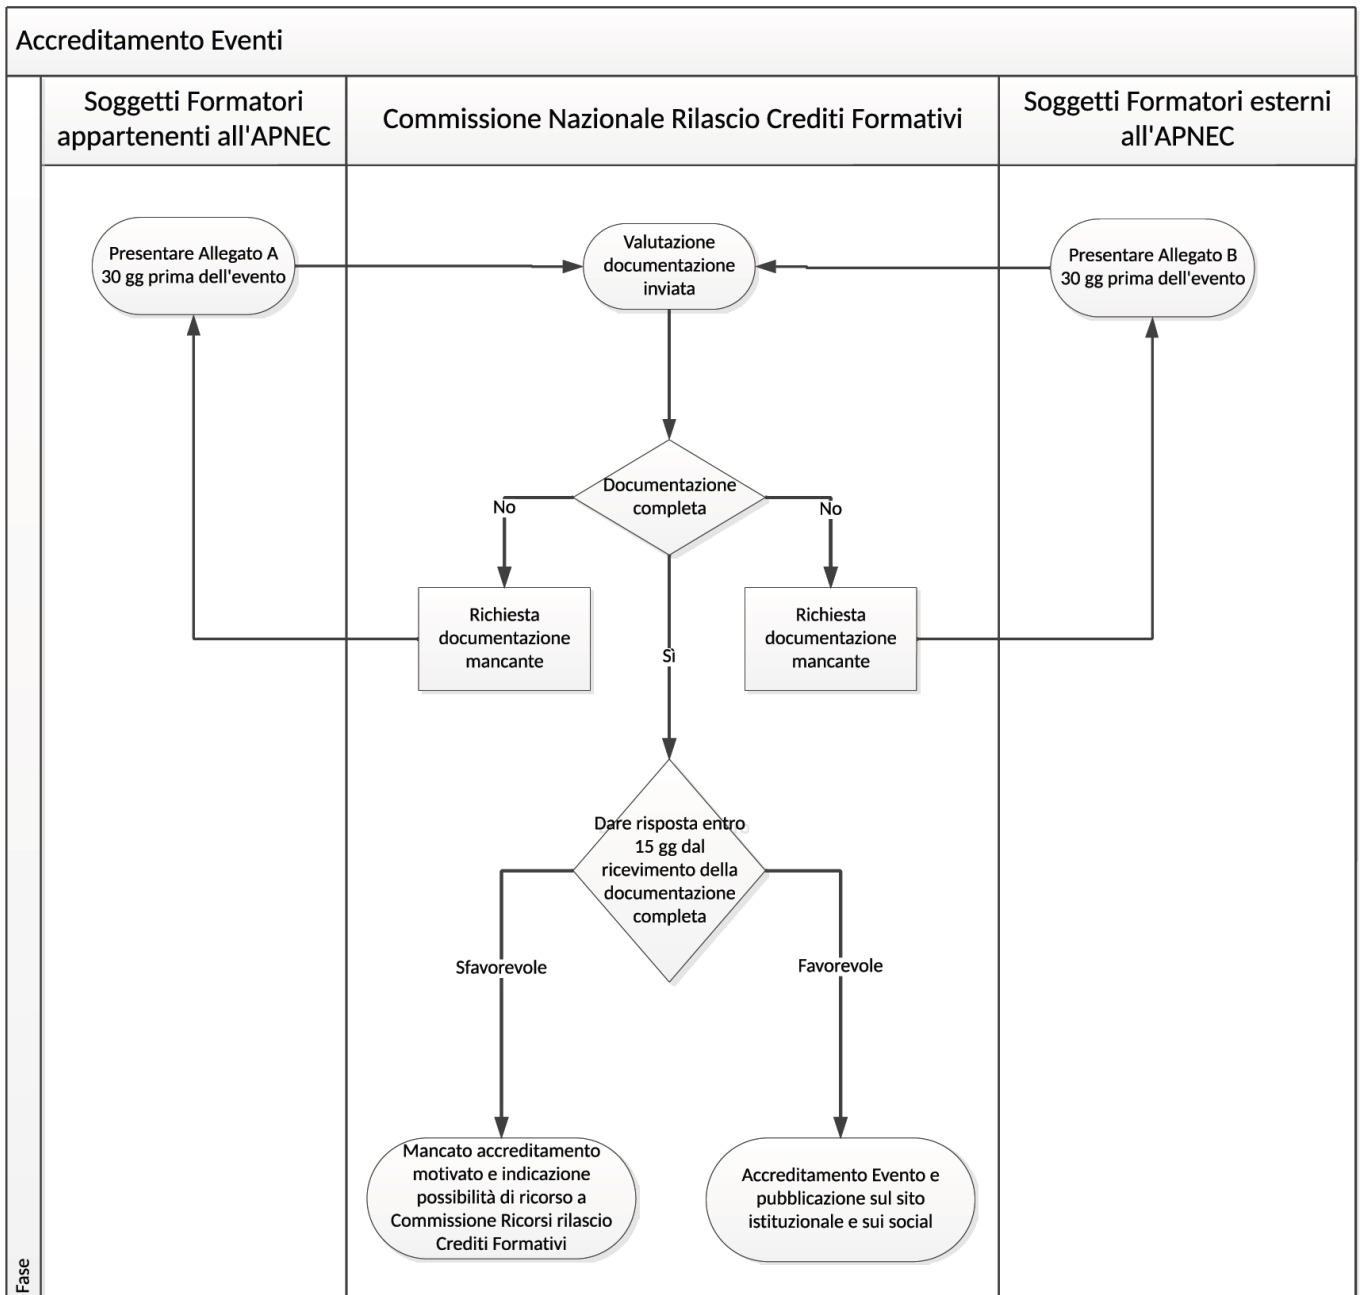 Accreditamento Eventi
Soggetti Formatori
appartenenti all'APNEC
Commissione Nazionale Rilascio Crediti Formativi
Soggetti Formatori esterni
all'APNEC
Presentare Allegato A
30 gg prima dell'evento
Valutazione
documentazione
inviata
Presentare Allegato B
30 gg prima dell'evento
Documentazione
completa
No
No
Richiesta
documentazione
mancante
Richiesta
documentazione
mancante
Sì
Dare risposta entro
15 gg dal
ricevimento della
documentazione
completa
Sfavorevole
Favorevole
Mancato accreditamento
motivato e indicazione
possibilità di ricorso a
Commissione Ricorsi rilascio
Crediti Formativi
Accreditamento Evento e
pubblicazione sul sito
istituzionale e sui social
Fase